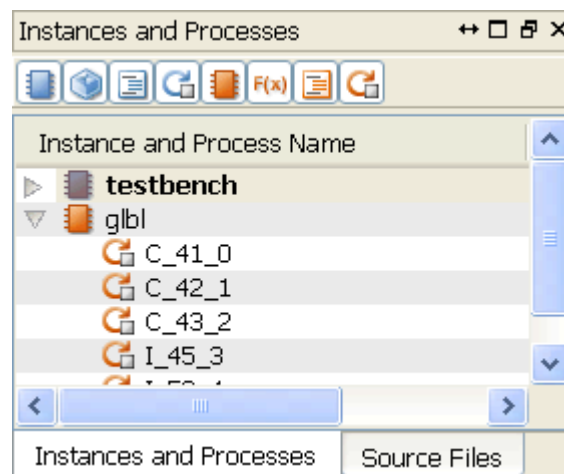 Instances and Processes
F(x)
Instance and Process Name
testbench
glbl
C_41_0
C_42_1
C_43_2
I_45_3
Instances and Processes
Source Files